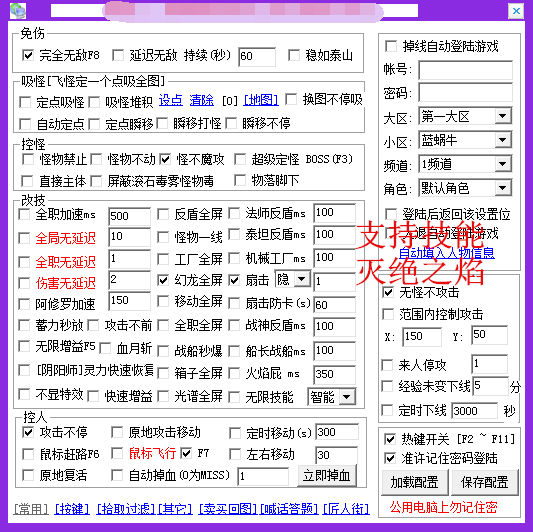 免伤
完全无敌F8 延迟无敌 持续(秒) 60 稳如泰山
吸怪[飞怪定一个点吸全图]
定点吸怪 吸怪堆积 设点 清除 [0] [地图] 换图不停吸
自动定点 定点瞬移 瞬移打怪 瞬移不停
控怪
怪物禁止 怪物不动 怪不魔攻 超级定怪 BOSS(F3)
直接主体 屏蔽滚石毒雾怪物毒 物落脚下
改技
全职加速ms 500 反盾全屏 法师反盾ms 100
全局无延迟 10 怪物一线 泰坦反盾ms 100
全职无延迟 1 工厂全屏 机械工厂ms 100
伤害无延迟 2 幻龙全屏 扇击 隐 1
阿修罗加速 150 移动全屏 扇击防卡(s) 60
蓄力秒放 攻击不前 全职全屏 战神反盾ms 100
无限增益F5 血月斩 战船秒爆 船长战船ms 100
[阴阳师]灵力快速恢复 箱子全屏 火焰屁 ms 350
不显特效 快速增益 光谱全屏 无限技能 智能
控人
攻击不停 原地攻击移动 定时移动(s) 300
鼠标赶路F6 鼠标飞行 F7 左右移动 30
原地复活 自动掉血(0为MISS) 1 立即掉血
[常用] [按键] [拾取过滤] [其它] [卖买回图] [喊话答题] [匠人街]
掉线自动登陆游戏
帐号:
密码:
大区: 第一大区
小区: 蓝蜗牛
频道: 1频道
角色: 默认角色
登陆后返回该设置位
人退自动登陆游戏
自动填入人物信息
支持技能
灭绝之焰
无怪不攻击
范围内控制攻击
X: 150 Y: 50
来人停攻 1
经验未变下线 5 分
定时下线 3000 秒
热键开关 [F2 ~ F11]
准许记住密码登陆
加载配置 保存配置
公用电脑上勿记住密